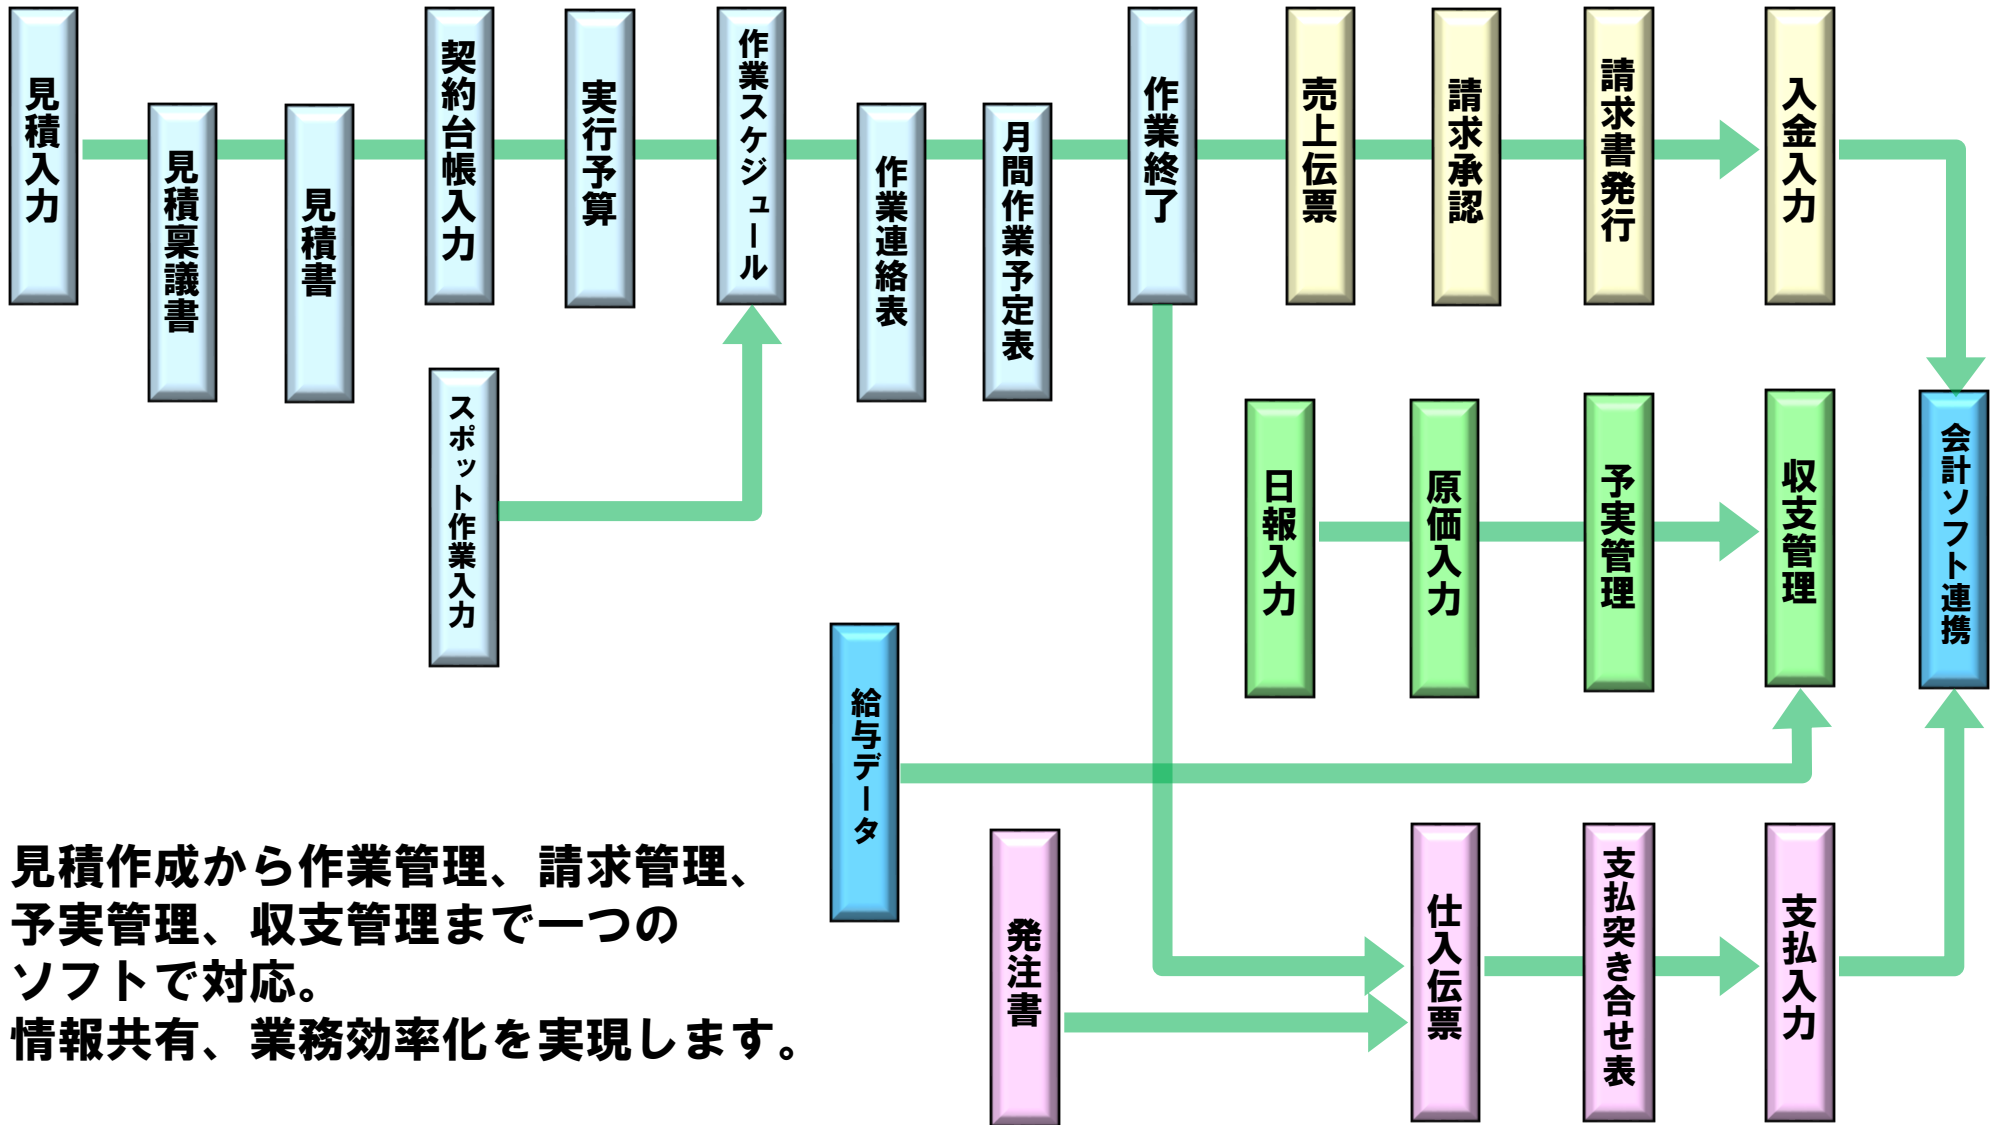 見積入力
見積稟議書
見積書
契約台帳入力
実行予算
作業スケジュール
作業連絡表
月間作業予定表
作業終了
売上伝票
請求承認
請求書発行
入金入力
スポット作業入力
日報入力
原価入力
予実管理
収支管理
会計ソフト連携
給与データ
発注書
仕入伝票
支払突き合せ表
支払入力
見積作成から作業管理、請求管理、
予実管理、収支管理まで一つの
ソフトで対応。
情報共有、業務効率化を実現します。